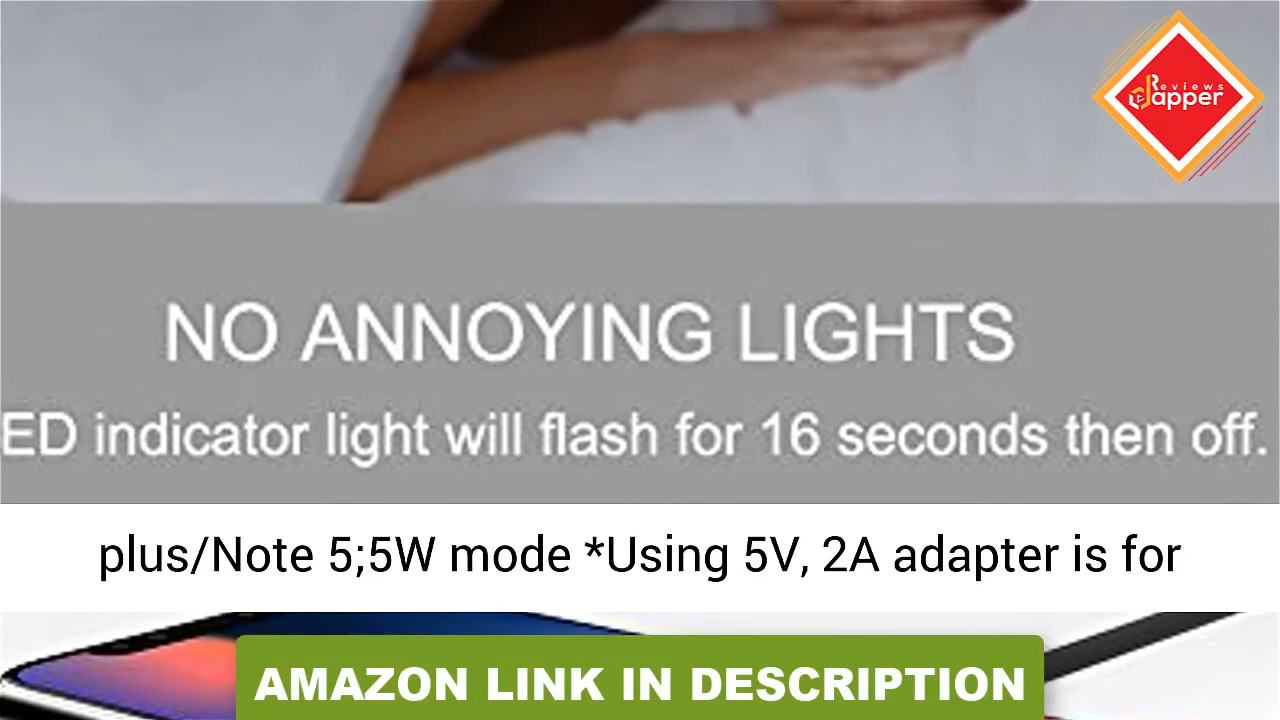 Reviews
Dapper
NO ANNOYING LIGHTS
ED indicator light will flash for 16 seconds then off.
plus/Note 5;5W mode *Using 5V, 2A adapter is for
AMAZON LINK IN DESCRIPTION